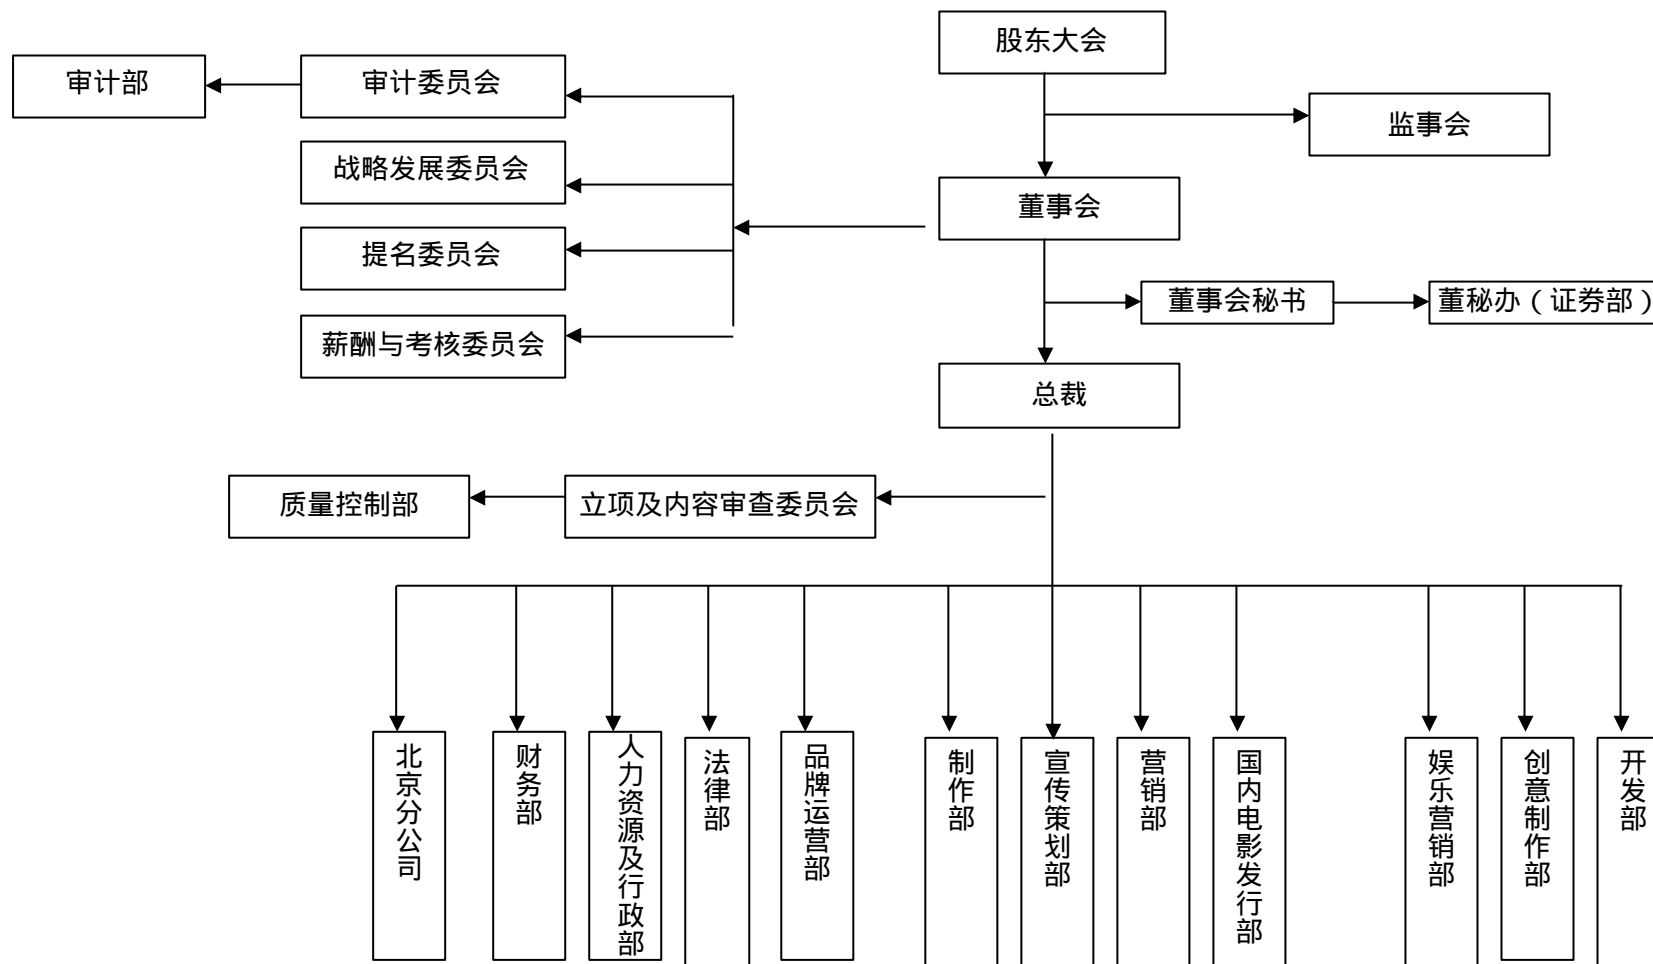 股东大会
审计部
审计委员会
监事会
战略发展委员会
董事会
提名委员会
董事会秘书
董秘办（证券部）
薪酬与考核委员会
总裁
质量控制部
立项及内容审查委员会
北京分公司
财务部
人力资源及行政部
法律部
品牌运营部
制作部
宣传策划部
营销部
国内电影发行部
娱乐营销部
创意制作部
开发部